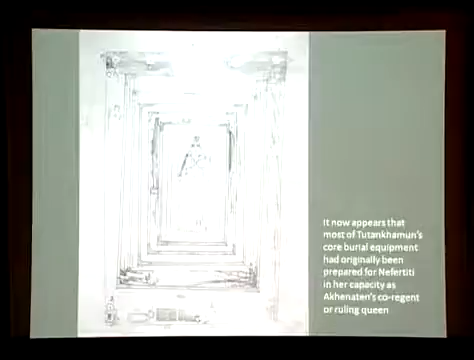 It now appears that
most of Tutankhamun's
core burial equipment
had originally been
prepared for Nefertiti
in her capacity as
Akhenaten's co-regent
or ruling queen